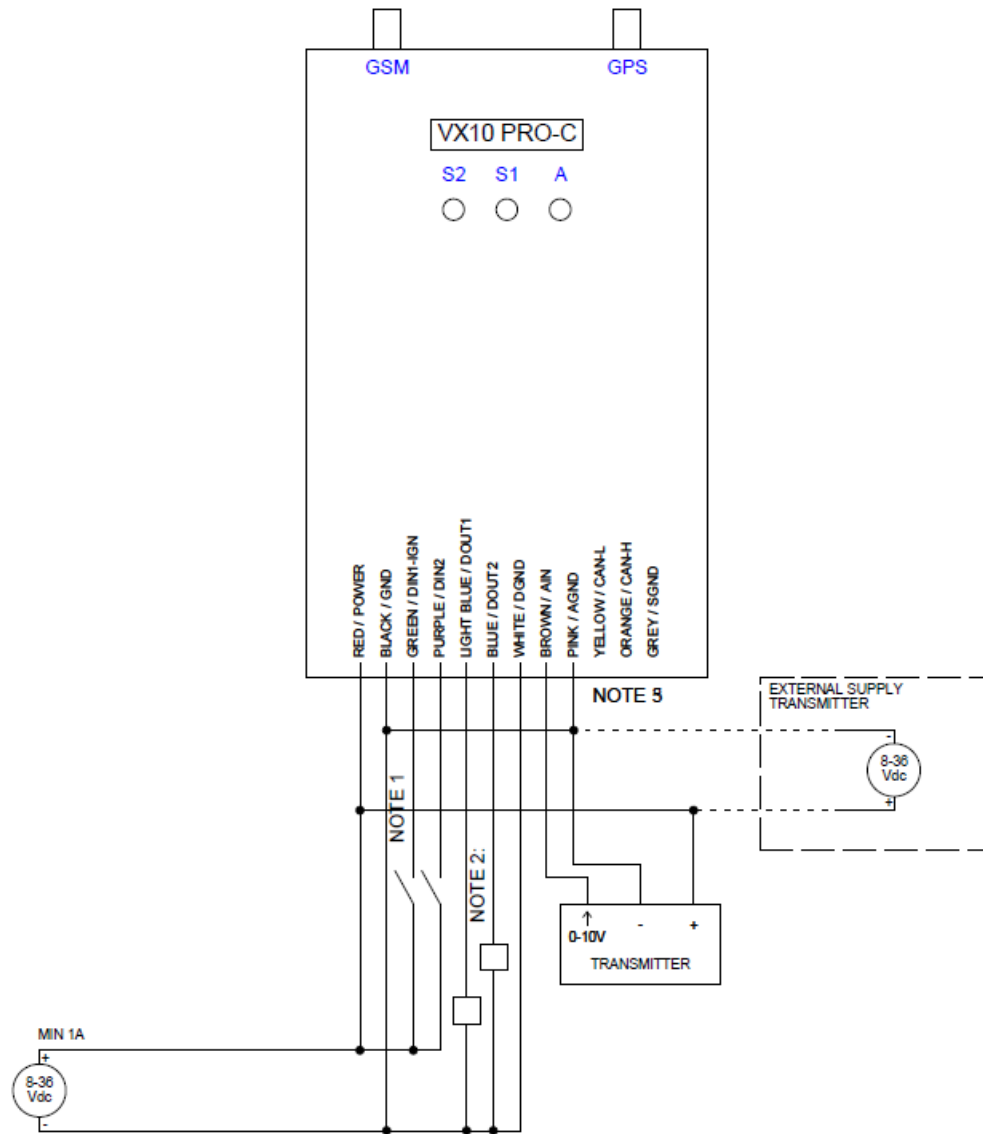 GSM
GPS
VX10 PRO-C
S2 S1 A
RED / POWER
BLACK / GND
GREEN / DIN1-IGN
PURPLE / DIN2
LIGHT BLUE / DOUT1
BLUE / DOUT2
WHITE / DGND
BROWN / AIN
PINK / AGND
YELLOW / CAN-L
ORANGE / CAN-H
GREY / SGND
NOTE
EXTERNAL SUPPLY
TRANSMITTER
-
8-36
Vdc
+
NOTE 1
NOTE 2:
0-10V - +
TRANSMITTER
MIN 1A
+
8-36
Vdc
-